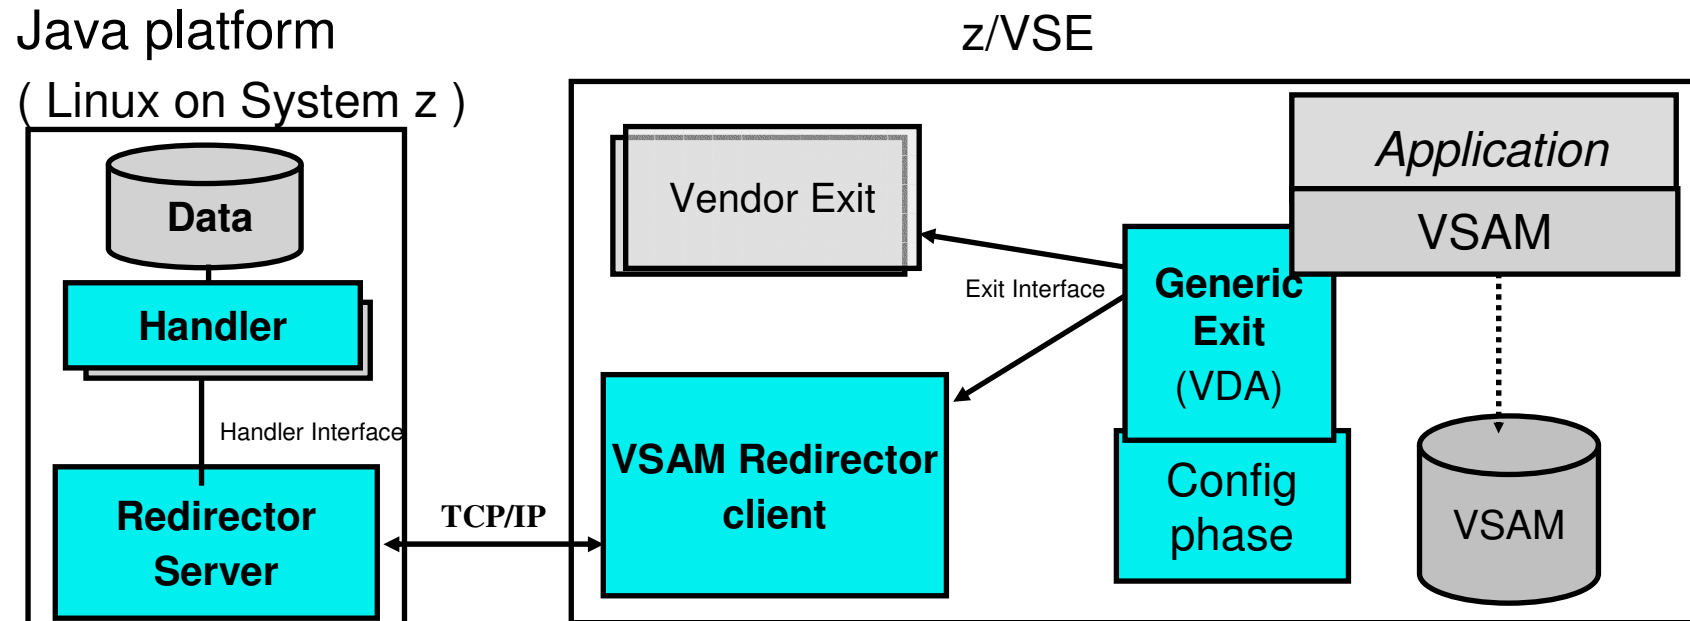 Java platform
( Linux on System z )
Data
Handler
Handler Interface
Redirector
Server
TCP/IP
z/VSE
Vendor Exit
Exit Interface
VSAM Redirector
client
Generic
Exit
(VDA)
Config
phase
Application
VSAM
VSAM